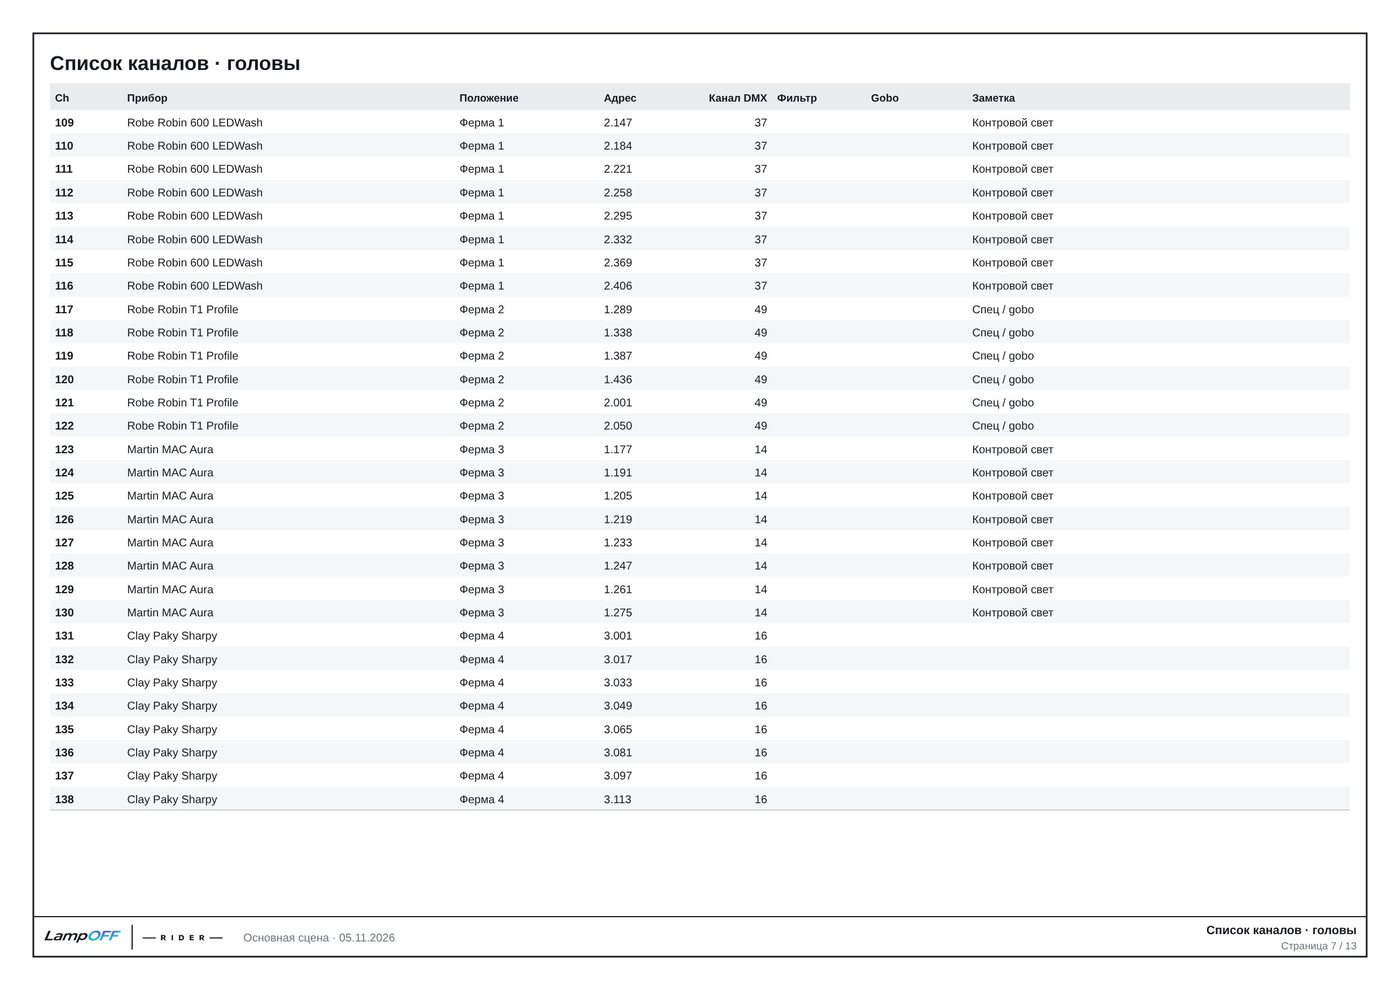 Список каналов · головы
Ch Прибор Положение Адрес Канал DMX Фильтр Gobo Заметка
109 Robe Robin 600 LEDWash Ферма 1 2.147 37 Контровой свет
110 Robe Robin 600 LEDWash Ферма 1 2.184 37 Контровой свет
111 Robe Robin 600 LEDWash Ферма 1 2.221 37 Контровой свет
112 Robe Robin 600 LEDWash Ферма 1 2.258 37 Контровой свет
113 Robe Robin 600 LEDWash Ферма 1 2.295 37 Контровой свет
114 Robe Robin 600 LEDWash Ферма 1 2.332 37 Контровой свет
115 Robe Robin 600 LEDWash Ферма 1 2.369 37 Контровой свет
116 Robe Robin 600 LEDWash Ферма 1 2.406 37 Контровой свет
117 Robe Robin T1 Profile Ферма 2 1.289 49 Спец / gobo
118 Robe Robin T1 Profile Ферма 2 1.338 49 Спец / gobo
119 Robe Robin T1 Profile Ферма 2 1.387 49 Спец / gobo
120 Robe Robin T1 Profile Ферма 2 1.436 49 Спец / gobo
121 Robe Robin T1 Profile Ферма 2 2.001 49 Спец / gobo
122 Robe Robin T1 Profile Ферма 2 2.050 49 Спец / gobo
123 Martin MAC Aura Ферма 3 1.177 14 Контровой свет
124 Martin MAC Aura Ферма 3 1.191 14 Контровой свет
125 Martin MAC Aura Ферма 3 1.205 14 Контровой свет
126 Martin MAC Aura Ферма 3 1.219 14 Контровой свет
127 Martin MAC Aura Ферма 3 1.233 14 Контровой свет
128 Martin MAC Aura Ферма 3 1.247 14 Контровой свет
129 Martin MAC Aura Ферма 3 1.261 14 Контровой свет
130 Martin MAC Aura Ферма 3 1.275 14 Контровой свет
131 Clay Paky Sharpy Ферма 4 3.001 16
132 Clay Paky Sharpy Ферма 4 3.017 16
133 Clay Paky Sharpy Ферма 4 3.033 16
134 Clay Paky Sharpy Ферма 4 3.049 16
135 Clay Paky Sharpy Ферма 4 3.065 16
136 Clay Paky Sharpy Ферма 4 3.081 16
137 Clay Paky Sharpy Ферма 4 3.097 16
138 Clay Paky Sharpy Ферма 4 3.113 16
LampOFF RIDER Основная сцена · 05.11.2026
Список каналов · головы
Страница 7 / 13